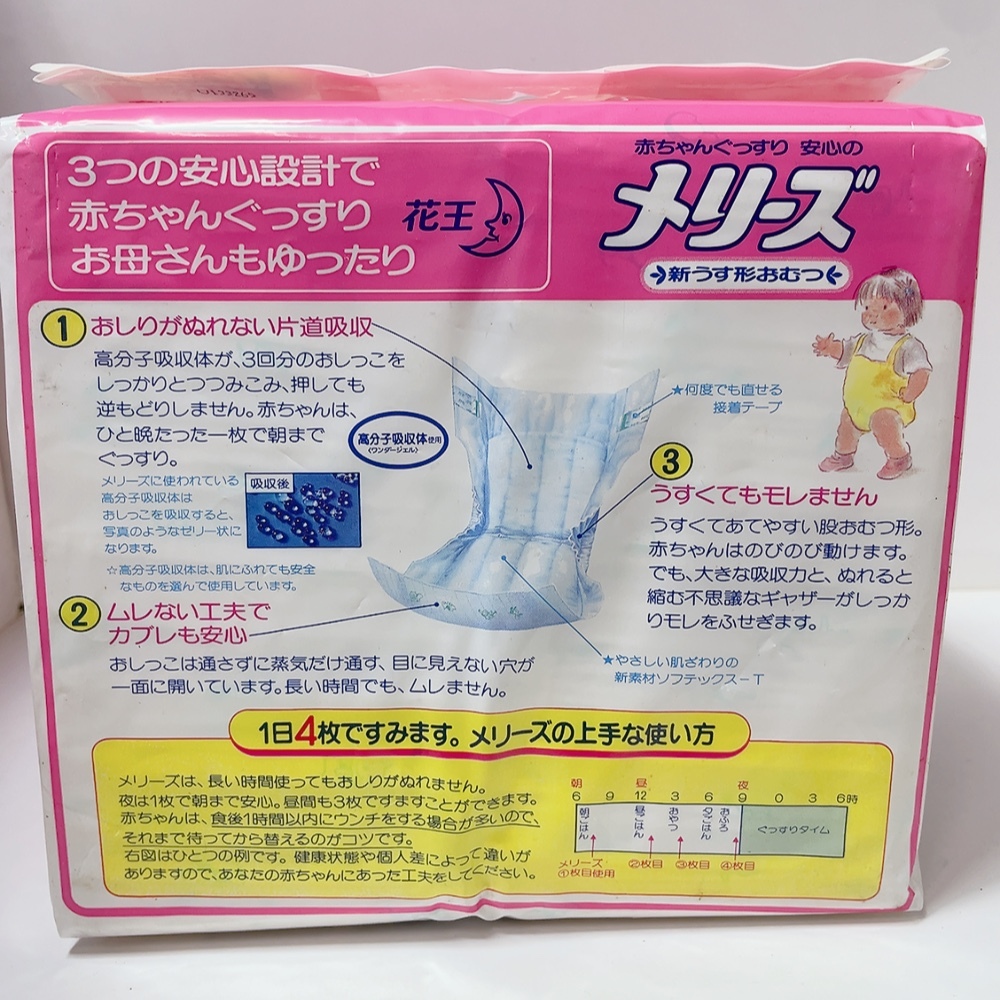 3つの安心設計で
赤ちゃんぐっすり
お母さんもゆったり
花王
赤ちゃんぐっすり 安心の
メリーズ
新うす形おむつ
1 おしりがぬれない片道吸収
高分子吸収体が、3回分のおしっこを
しっかりとつつみこみ、押しても
逆もどりしません。赤ちゃんは、
ひと晩たった一枚で朝まで
ぐっすり。
高分子吸収体使用
〈ワンダージェル〉
メリーズに使われている
高分子吸収体は
おしっこを吸収すると、
写真のようなゼリー状に
なります。
吸収後
☆高分子吸収体は、肌にふれても安全
なものを選んで使用しています。
★何度でも直せる
接着テープ
2 ムレない工夫で
カブレも安心
おしっこは通さずに蒸気だけ通す、目に見えない穴が
一面に開いています。長い時間でも、ムレません。
3
うすくてもモレません
うすくてあてやすい股おむつ形。
赤ちゃんはのびのび動けます。
でも、大きな吸収力と、ぬれると
縮む不思議なギャザーがしっか
りモレをふせぎます。
★やさしい肌ざわりの
新素材ソフテックス－T
1日4枚ですみます。メリーズの上手な使い方
メリーズは、長い時間使ってもおしりがぬれません。
夜は1枚で朝まで安心。昼間も3枚ですますことができます。
赤ちゃんは、食後1時間以内にウンチをする場合が多いので、
それまで待ってから替えるのがコツです。
右図はひとつの例です。健康状態や個人差によって違いが
ありますので、あなたの赤ちゃんにあった工夫をしてください。
朝 昼 夜
6 9 12 3 6 9 0 3 6時
朝ごはん 昼ごはん おやつ 夕ごはん おふろ ぐっすりタイム
メリーズ
①枚目使用 ②枚目 ③枚目 ④枚目